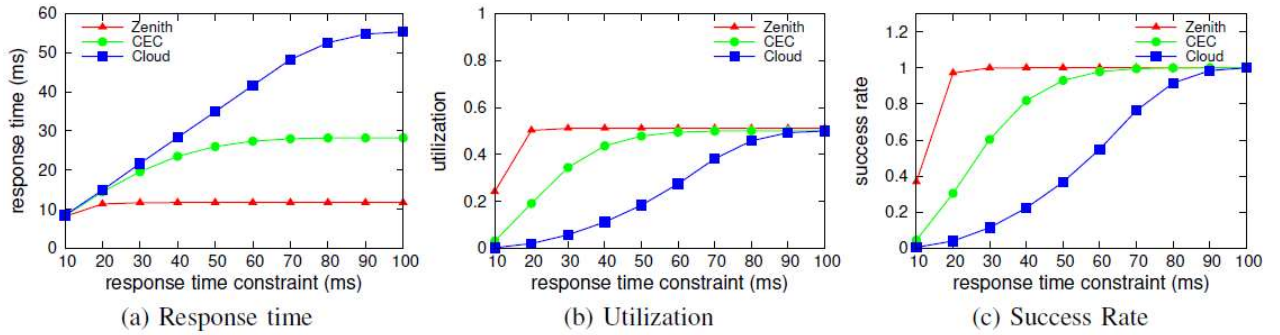 60
50
40
30
20
10
0
response time (ms)
Zenith
CEC
Cloud
10 20 30 40 50 60 70 80 90 100
response time constraint (ms)
(a) Response time
1
0.8
0.6
0.4
0.2
0
utilization
Zenith
CEC
Cloud
10 20 30 40 50 60 70 80 90 100
response time constraint (ms)
(b) Utilization
1.2
1
0.8
0.6
0.4
0.2
0
success rate
Zenith
CEC
Cloud
10 20 30 40 50 60 70 80 90 100
response time constraint (ms)
(c) Success Rate